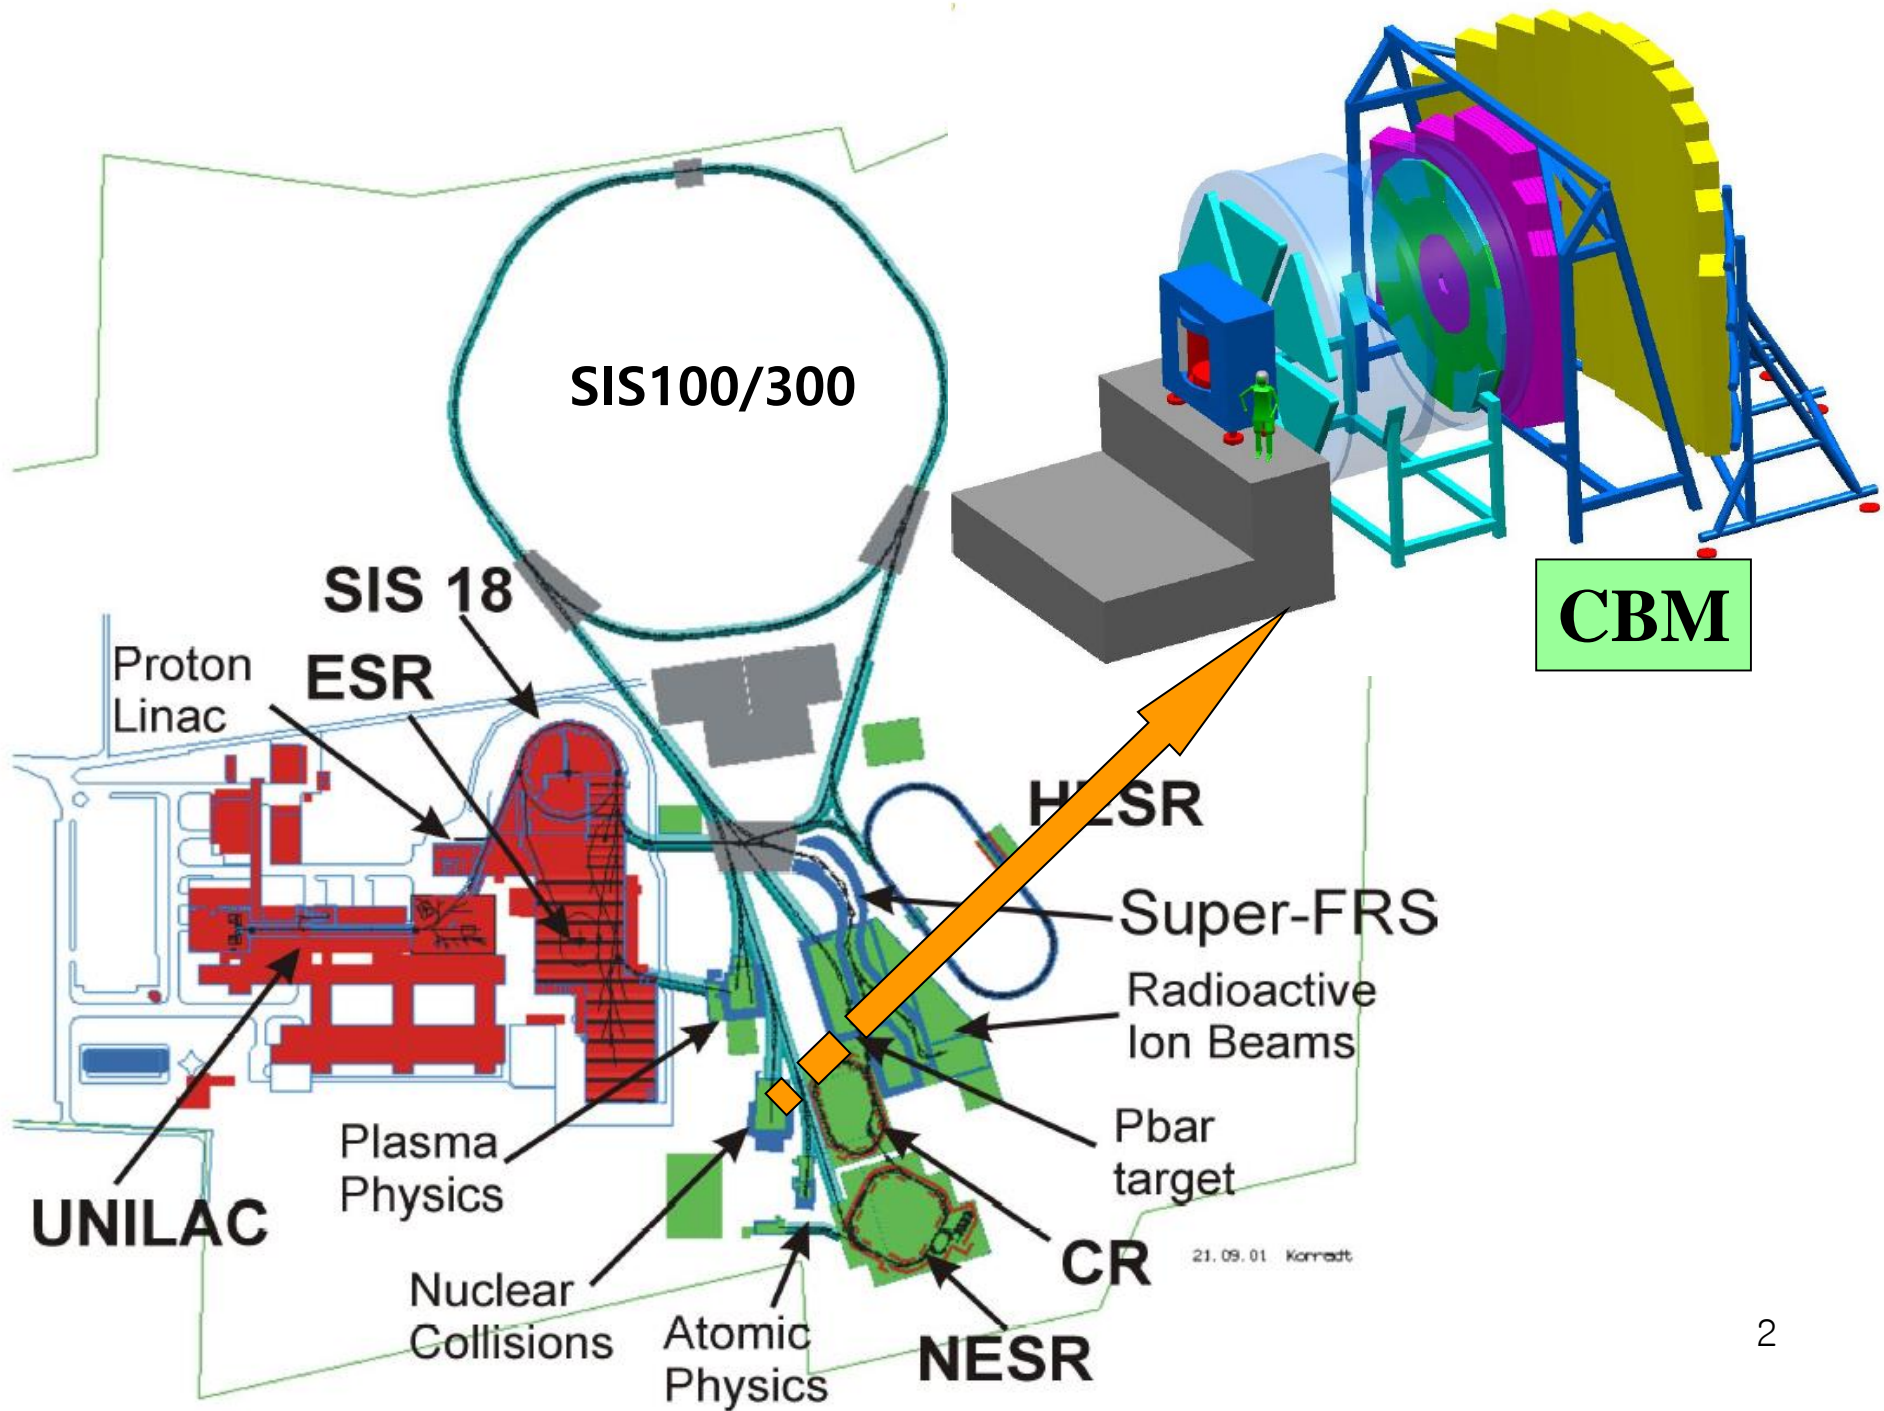 SIS100/300
CBM
SIS 18
Proton
Linac
ESR
HESR
Super-FRS
Radioactive
Ion Beams
Plasma
Physics
Pbar
target
UNILAC
CR
21.09.01 Korradt
Nuclear
Collisions
Atomic
Physics
NESR
2